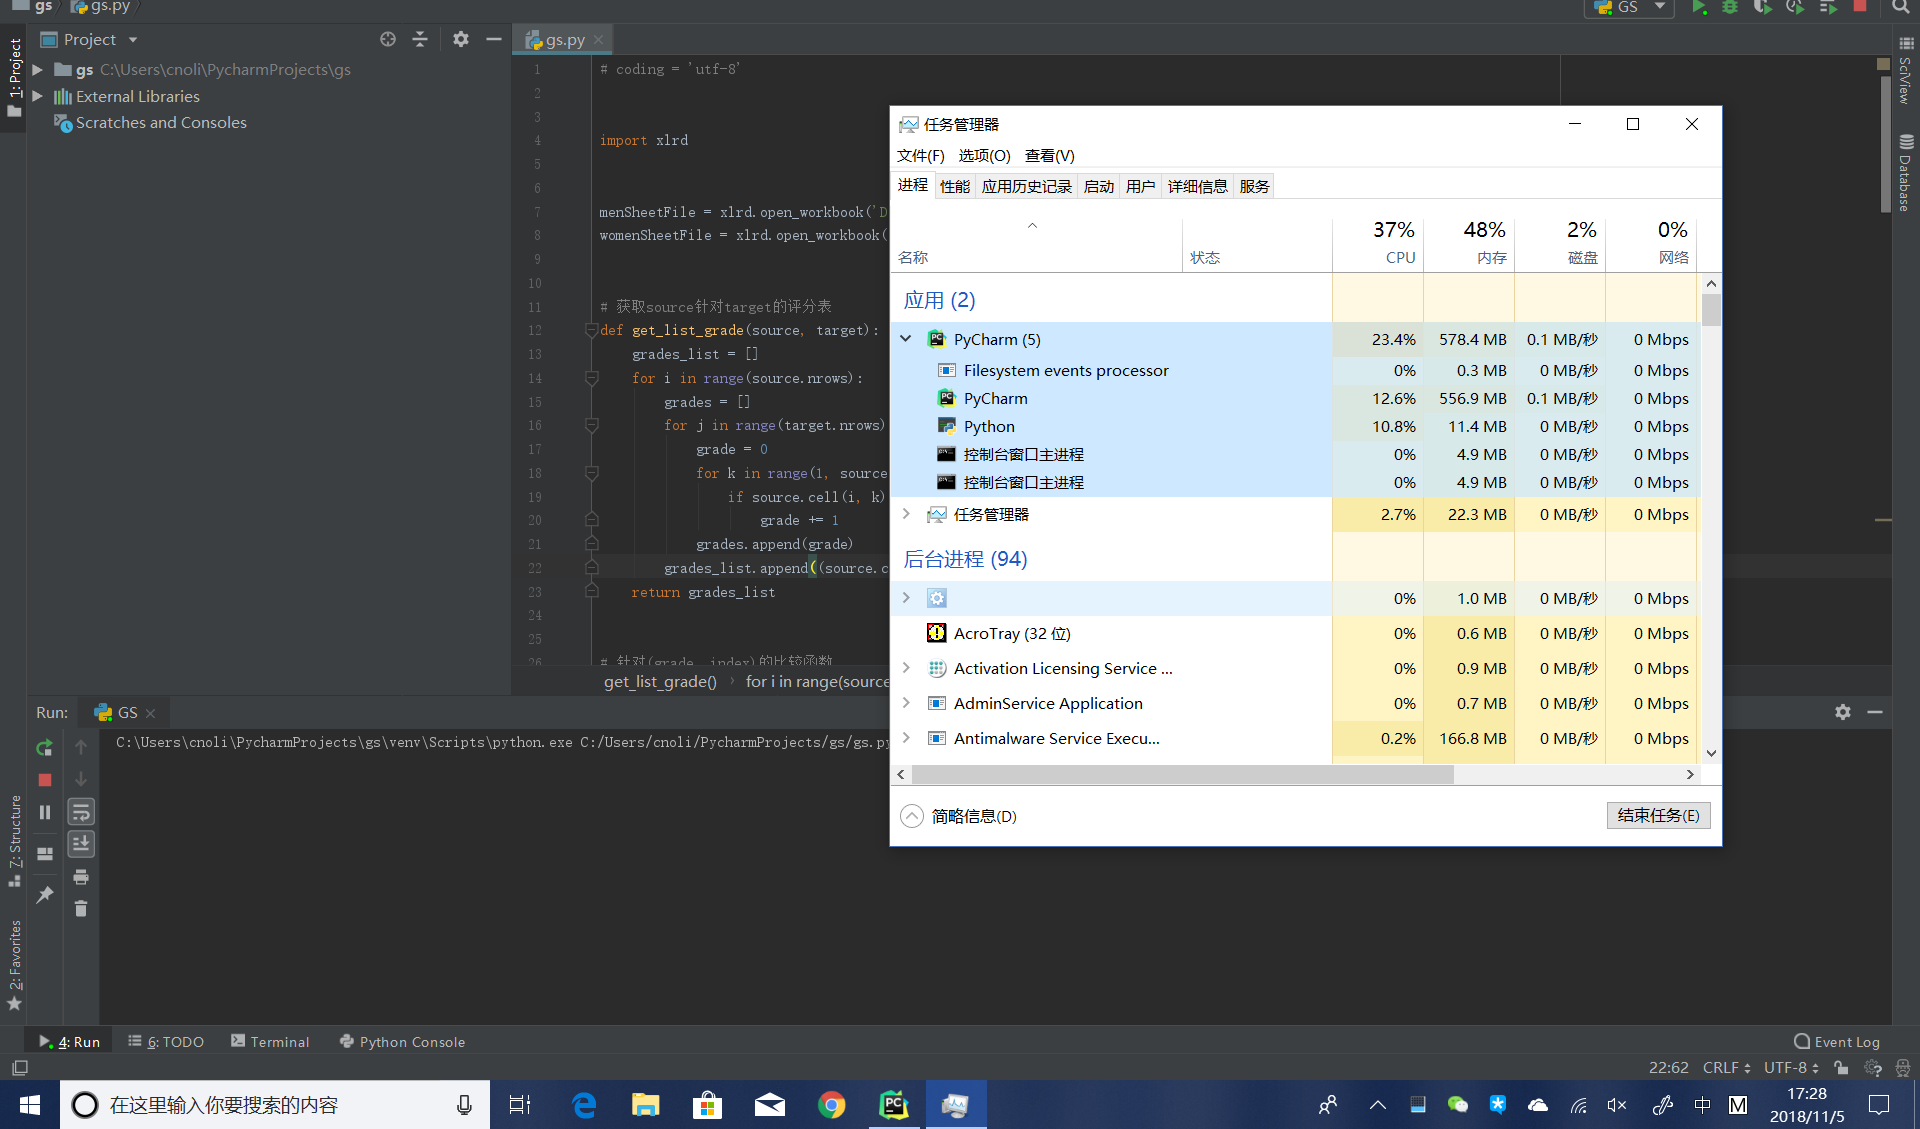 gs
gs.py
GS
1: Project
Project
gs.py
gs C:\Users\cnoli\PycharmProjects\gs
External Libraries
Scratches and Consoles
1 # coding = 'utf-8'
2
3
4 import xlrd
5
6
7 menSheetFile = xlrd.open_workbook('D
8 womenSheetFile = xlrd.open_workbook(
9
10
11 # 获取source针对target的评分表
12 def get_list_grade(source, target):
13 grades_list = []
14 for i in range(source.nrows):
15 grades = []
16 for j in range(target.nrows)
17 grade = 0
18 for k in range(1, source
19 if source.cell(i, k)
20 grade += 1
21 grades.append(grade)
22 grades_list.append((source.c
23 return grades_list
24
25
26 # 针对(grade, index)的比较函数
get_list_grade() › for i in range(source
SciView
Database
任务管理器
文件(F) 选项(O) 查看(V)
进程 性能 应用历史记录 启动 用户 详细信息 服务
37% 48% 2% 0%
名称 状态 CPU 内存 磁盘 网络
应用 (2)
PyCharm (5) 23.4% 578.4 MB 0.1 MB/秒 0 Mbps
Filesystem events processor 0% 0.3 MB 0 MB/秒 0 Mbps
PyCharm 12.6% 556.9 MB 0.1 MB/秒 0 Mbps
Python 10.8% 11.4 MB 0 MB/秒 0 Mbps
控制台窗口主进程 0% 4.9 MB 0 MB/秒 0 Mbps
控制台窗口主进程 0% 4.9 MB 0 MB/秒 0 Mbps
任务管理器 2.7% 22.3 MB 0 MB/秒 0 Mbps
后台进程 (94)
0% 1.0 MB 0 MB/秒 0 Mbps
AcroTray (32 位) 0% 0.6 MB 0 MB/秒 0 Mbps
Activation Licensing Service ... 0% 0.9 MB 0 MB/秒 0 Mbps
AdminService Application 0% 0.7 MB 0 MB/秒 0 Mbps
Antimalware Service Execu... 0.2% 166.8 MB 0 MB/秒 0 Mbps
简略信息(D)
结束任务(E)
Run: GS
C:\Users\cnoli\PycharmProjects\gs\venv\Scripts\python.exe C:/Users/cnoli/PycharmProjects/gs/gs.py
7: Structure
2: Favorites
4: Run 6: TODO Terminal Python Console Event Log
22:62 CRLF UTF-8
在这里输入你要搜索的内容
中 M
17:28
2018/11/5